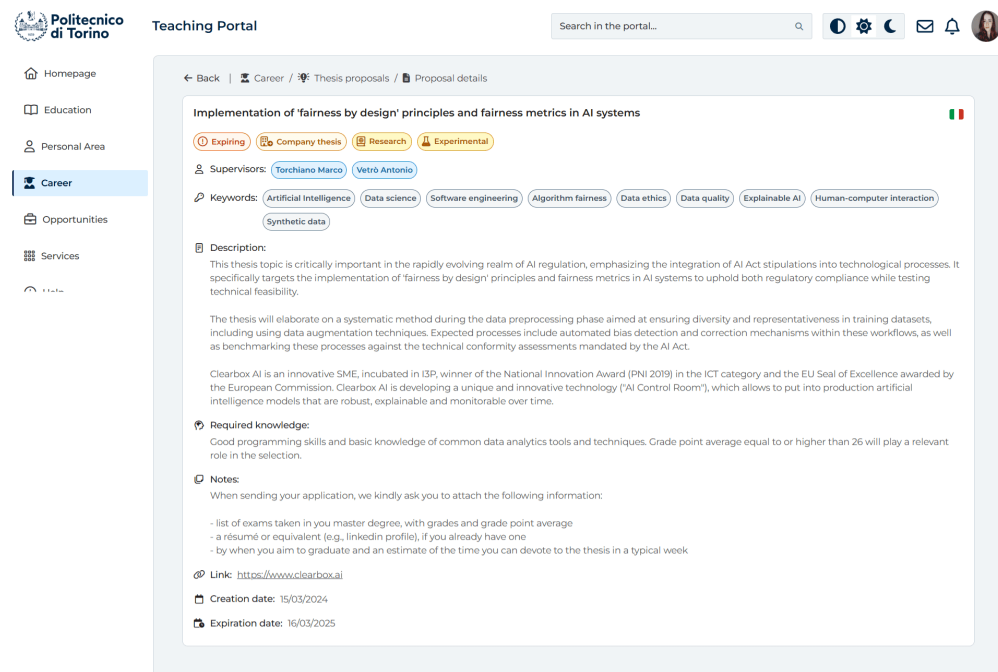 Politecnico
di Torino
Teaching Portal
Search in the portal...
Homepage
Education
Personal Area
Career
Opportunities
Services
Back | Career / Thesis proposals / Proposal details
Implementation of 'fairness by design' principles and fairness metrics in AI systems
Expiring Company thesis Research Experimental
Supervisors: Torchiano Marco Vetrò Antonio
Keywords: Artificial Intelligence Data science Software engineering Algorithm fairness Data ethics Data quality Explainable AI Human-computer interaction
Synthetic data
Description:
This thesis topic is critically important in the rapidly evolving realm of AI regulation, emphasizing the integration of AI Act stipulations into technological processes. It
specifically targets the implementation of 'fairness by design' principles and fairness metrics in AI systems to uphold both regulatory compliance while testing
technical feasibility.
The thesis will elaborate on a systematic method during the data preprocessing phase aimed at ensuring diversity and representativeness in training datasets,
including using data augmentation techniques. Expected processes include automated bias detection and correction mechanisms within these workflows, as well
as benchmarking these processes against the technical conformity assessments mandated by the AI Act.
Clearbox AI is an innovative SME, incubated in I3P, winner of the National Innovation Award (PNI 2019) in the ICT category and the EU Seal of Excellence awarded by
the European Commission. Clearbox AI is developing a unique and innovative technology ("AI Control Room"), which allows to put into production artificial
intelligence models that are robust, explainable and monitorable over time.
Required knowledge:
Good programming skills and basic knowledge of common data analytics tools and techniques. Grade point average equal to or higher than 26 will play a relevant
role in the selection.
Notes:
When sending your application, we kindly ask you to attach the following information:
- list of exams taken in you master degree, with grades and grade point average
- a résumé or equivalent (e.g., linkedin profile), if you already have one
- by when you aim to graduate and an estimate of the time you can devote to the thesis in a typical week
Link: https://www.clearbox.ai
Creation date: 15/03/2024
Expiration date: 16/03/2025